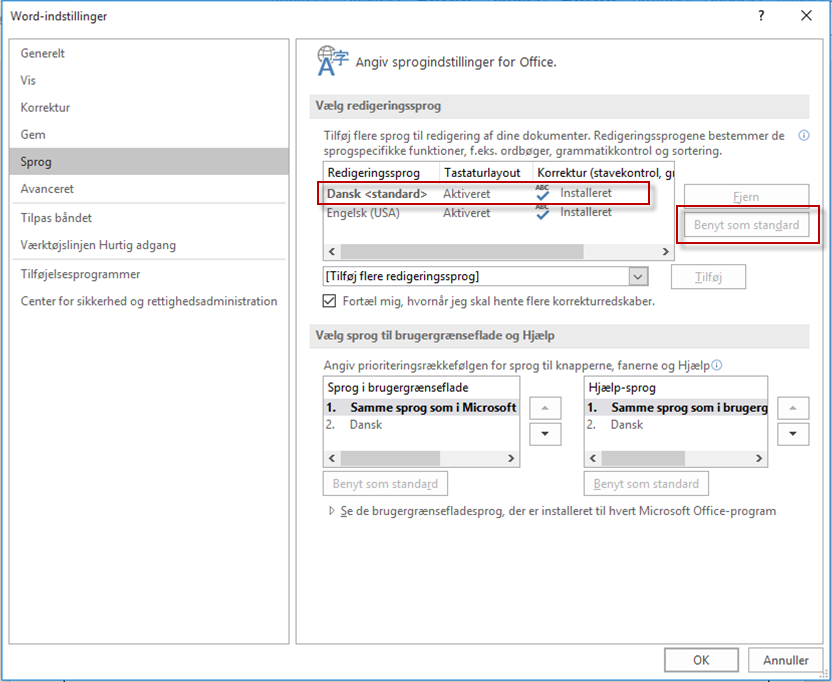 Word-indstillinger
?
Generelt
Vis
Korrektur
Gem
Sprog
Avanceret
Tilpas båndet
Værktøjslinjen Hurtig adgang
Tilføjelsesprogrammer
Center for sikkerhed og rettighedsadministration
A字 Angiv sprogindstillinger for Office.
Vælg redigeringssprog
Tilføj flere sprog til redigering af dine dokumenter. Redigeringssprogene bestemmer de
sprogspecifikke funktioner, f.eks. ordbøger, grammatikkontrol og sortering.
Redigeringssprog Tastaturlayout Korrektur (stavekontrol, gr
Dansk <standard> Aktiveret ABC Installeret
Engelsk (USA) Aktiveret ABC Installeret
Fjern
Benyt som standard
[Tilføj flere redigeringssprog] Tilføj
Fortæl mig, hvornår jeg skal hente flere korrekturredskaber.
Vælg sprog til brugergrænseflade og Hjælp
Angiv prioriteringsrækkefølgen for sprog til knapperne, fanerne og Hjælp
Sprog i brugergrænseflade
1. Samme sprog som i Microsoft
2. Dansk
Benyt som standard
Hjælp-sprog
1. Samme sprog som i brugerg
2. Dansk
Benyt som standard
Se de brugergrænsefladesprog, der er installeret til hvert Microsoft Office-program
OK Annuller